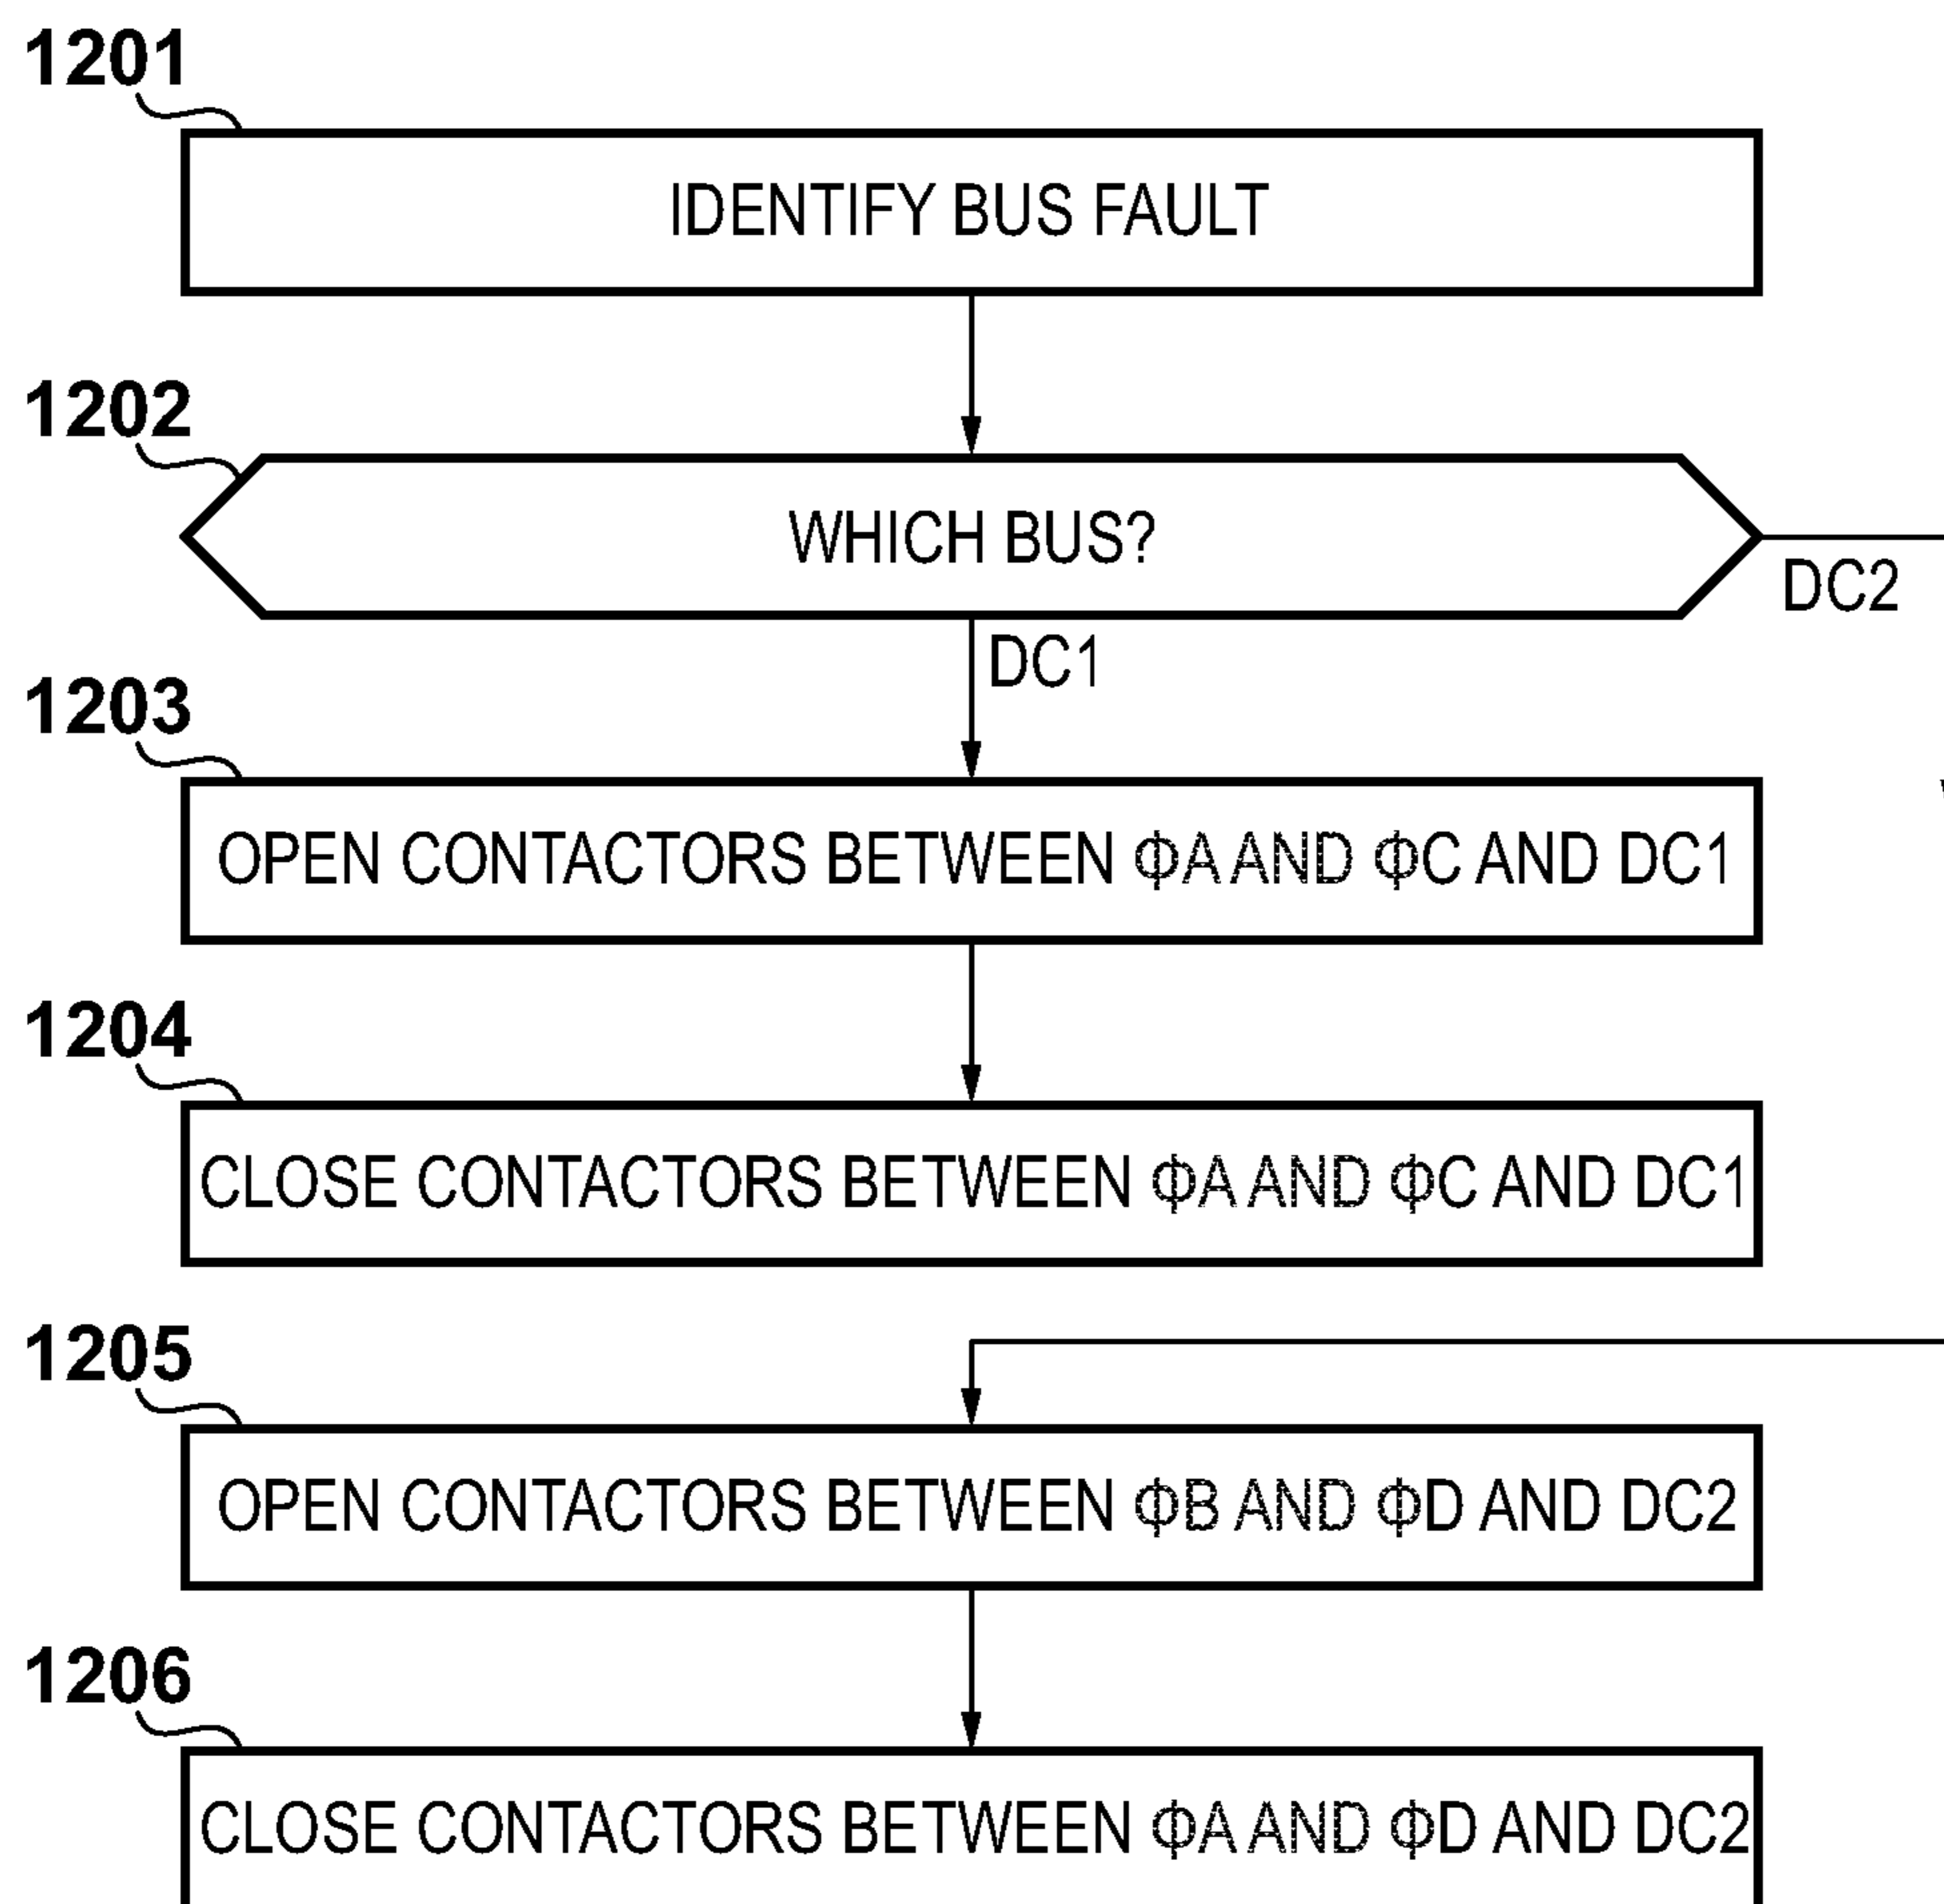 1201
IDENTIFY BUS FAULT
1202
WHICH BUS?
DC2
DC1
1203
OPEN CONTACTORS BETWEEN ΦA AND ΦC AND DC1
1204
CLOSE CONTACTORS BETWEEN ΦA AND ΦC AND DC1
1205
OPEN CONTACTORS BETWEEN ΦB AND ΦD AND DC2
1206
CLOSE CONTACTORS BETWEEN ΦA AND ΦD AND DC2